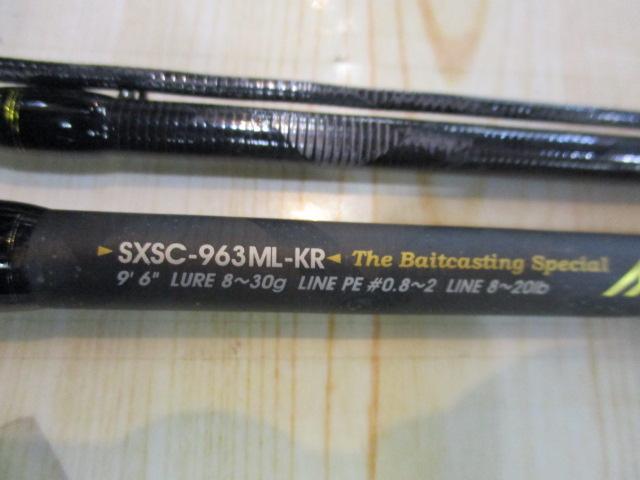 SXSC-963ML-KR The Baitcasting Special
9' 6" LURE 8~30g LINE PE #0.8~2 LINE 8~20lb